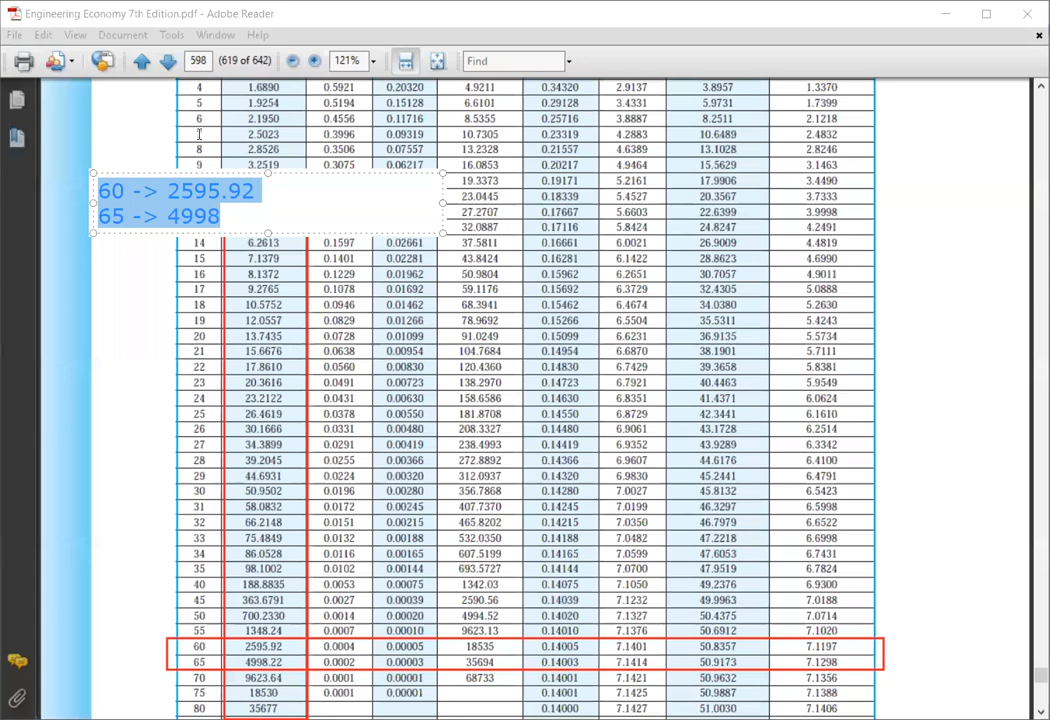 Engineering Economy 7th Edition.pdf - Adobe Reader
File Edit View Document Tools Window Help
598 (619 of 642) 121% Find
4 1.6890 0.5921 0.20320 4.9211 0.34320 2.9137 3.8957 1.3370
5 1.9254 0.5194 0.15128 6.6101 0.29128 3.4331 5.9731 1.7399
6 2.1950 0.4556 0.11716 8.5355 0.25716 3.8887 8.2511 2.1218
2.5023 0.3996 0.09319 10.7305 0.23319 4.2883 10.6489 2.4832
8 2.8526 0.3506 0.07557 13.2328 0.21557 4.6389 13.1028 2.8246
9 3.2519 0.3075 0.06217 16.0853 0.20217 4.9464 15.5629 3.1463
60 -> 2595.92
65 -> 4998
19.3373 0.19171 5.2161 17.9906 3.4490
23.0445 0.18339 5.4527 20.3567 3.7333
27.2707 0.17667 5.6603 22.6399 3.9998
32.0887 0.17116 5.8424 24.8247 4.2491
14 6.2613 0.1597 0.02661 37.5811 0.16661 6.0021 26.9009 4.4819
15 7.1379 0.1401 0.02281 43.8424 0.16281 6.1422 28.8623 4.6990
16 8.1372 0.1229 0.01962 50.9804 0.15962 6.2651 30.7057 4.9011
17 9.2765 0.1078 0.01692 59.1176 0.15692 6.3729 32.4305 5.0888
18 10.5752 0.0946 0.01462 68.3941 0.15462 6.4674 34.0380 5.2630
19 12.0557 0.0829 0.01266 78.9692 0.15266 6.5504 35.5311 5.4243
20 13.7435 0.0728 0.01099 91.0249 0.15099 6.6231 36.9135 5.5734
21 15.6676 0.0638 0.00954 104.7684 0.14954 6.6870 38.1901 5.7111
22 17.8610 0.0560 0.00830 120.4360 0.14830 6.7429 39.3658 5.8381
23 20.3616 0.0491 0.00723 138.2970 0.14723 6.7921 40.4463 5.9549
24 23.2122 0.0431 0.00630 158.6586 0.14630 6.8351 41.4371 6.0624
25 26.4619 0.0378 0.00550 181.8708 0.14550 6.8729 42.3441 6.1610
26 30.1666 0.0331 0.00480 208.3327 0.14480 6.9061 43.1728 6.2514
27 34.3899 0.0291 0.00419 238.4993 0.14419 6.9352 43.9289 6.3342
28 39.2045 0.0255 0.00366 272.8892 0.14366 6.9607 44.6176 6.4100
29 44.6931 0.0224 0.00320 312.0937 0.14320 6.9830 45.2441 6.4791
30 50.9502 0.0196 0.00280 356.7868 0.14280 7.0027 45.8132 6.5423
31 58.0832 0.0172 0.00245 407.7370 0.14245 7.0199 46.3297 6.5998
32 66.2148 0.0151 0.00215 465.8202 0.14215 7.0350 46.7979 6.6522
33 75.4849 0.0132 0.00188 532.0350 0.14188 7.0482 47.2218 6.6998
34 86.0528 0.0116 0.00165 607.5199 0.14165 7.0599 47.6053 6.7431
35 98.1002 0.0102 0.00144 693.5727 0.14144 7.0700 47.9519 6.7824
40 188.8835 0.0053 0.00075 1342.03 0.14075 7.1050 49.2376 6.9300
45 363.6791 0.0027 0.00039 2590.56 0.14039 7.1232 49.9963 7.0188
50 700.2330 0.0014 0.00020 4994.52 0.14020 7.1327 50.4375 7.0714
55 1348.24 0.0007 0.00010 9623.13 0.14010 7.1376 50.6912 7.1020
60 2595.92 0.0004 0.00005 18535 0.14005 7.1401 50.8357 7.1197
65 4998.22 0.0002 0.00003 35694 0.14003 7.1414 50.9173 7.1298
70 9623.64 0.0001 0.00001 68733 0.14001 7.1421 50.9632 7.1356
75 18530 0.0001 0.00001 0.14001 7.1425 50.9887 7.1388
80 35677 0.14000 7.1427 51.0030 7.1406